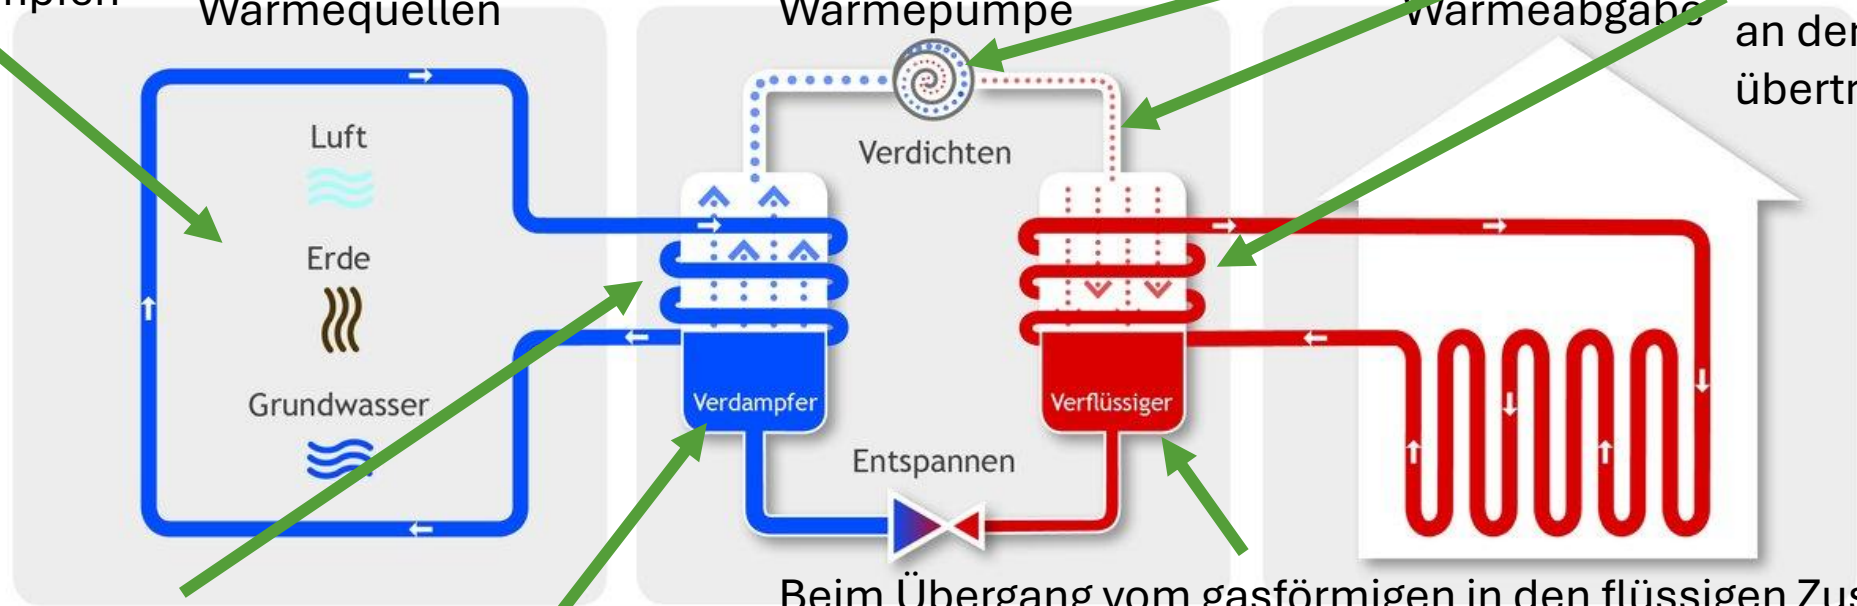 Wärmequellen
Wärmepumpe
Wärmeabgabe
an der
übertr
Luft
Verdichten
Erde
Grundwasser
Verdampfer
Verflüssiger
Entspannen
Beim Übergang vom gasförmigen in den flüssigen Zus